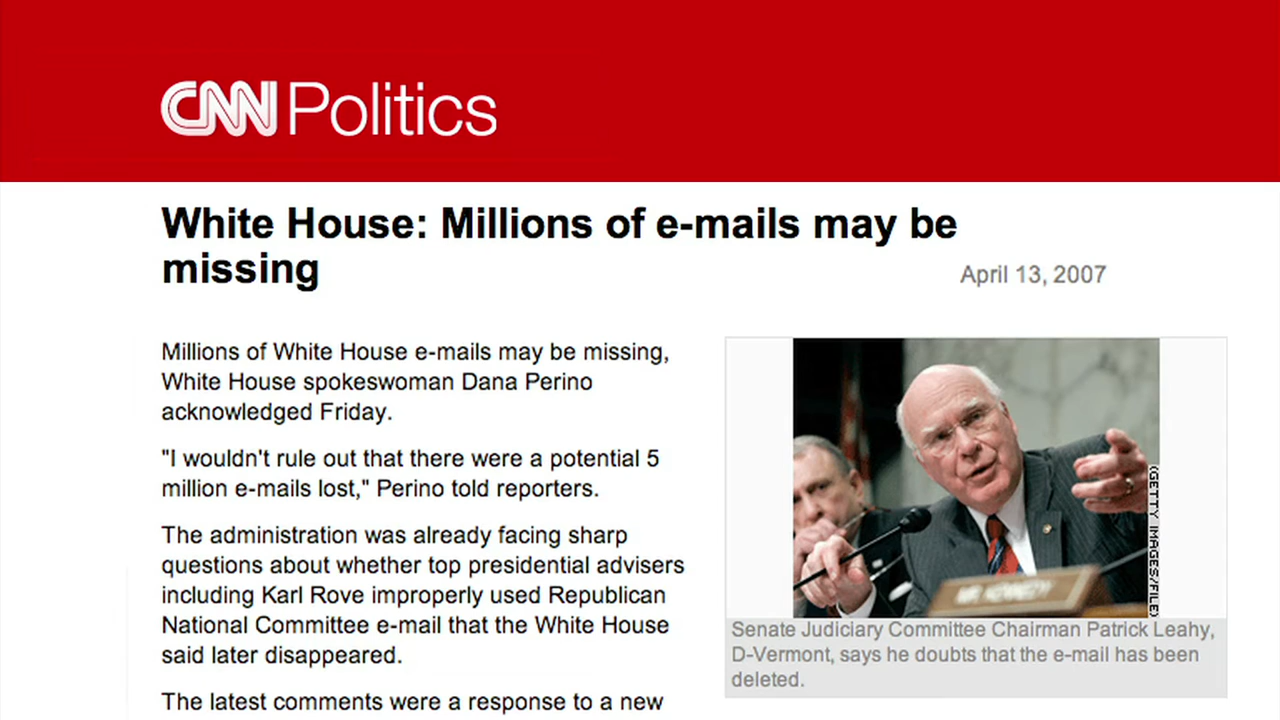 CNN Politics
White House: Millions of e-mails may be
missing
April 13, 2007
Millions of White House e-mails may be missing,
White House spokeswoman Dana Perino
acknowledged Friday.
"I wouldn't rule out that there were a potential 5
million e-mails lost," Perino told reporters.
The administration was already facing sharp
questions about whether top presidential advisers
including Karl Rove improperly used Republican
National Committee e-mail that the White House
said later disappeared.
The latest comments were a response to a new
(GETTY IMAGES/FILE)
Senate Judiciary Committee Chairman Patrick Leahy,
D-Vermont, says he doubts that the e-mail has been
deleted.